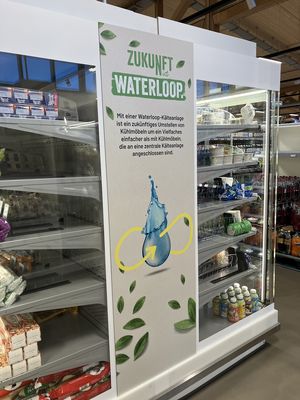 ZUKUNFT
mit
WATERLOOP.
Mit einer Waterloop-Kälteanlage
ist ein zukünftiges Umstellen von
Kühlmöbeln um ein Vielfaches
einfacher als mit Kühlmöbeln,
die an eine zentrale Kälteanlage
angeschlossen sind.